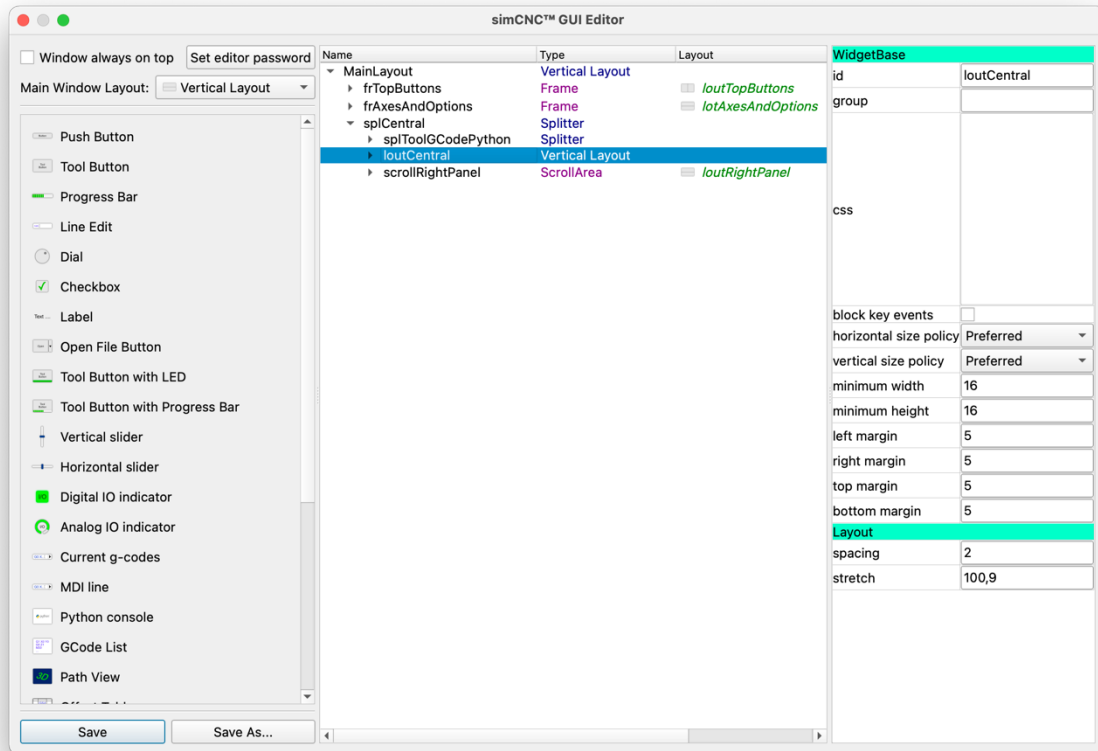 simCNC™ GUI Editor
Window always on top
Set editor password
Main Window Layout:
Vertical Layout
Push Button
Tool Button
Progress Bar
Line Edit
Dial
Checkbox
Label
Open File Button
Tool Button with LED
Tool Button with Progress Bar
Vertical slider
Horizontal slider
Digital IO indicator
Analog IO indicator
Current g-codes
MDI line
Python console
GCode List
Path View
Save
Save As...
Name Type Layout
MainLayout Vertical Layout
frTopButtons Frame loutTopButtons
frAxesAndOptions Frame lotAxesAndOptions
splCentral Splitter
splToolGCodePython Splitter
loutCentral Vertical Layout
scrollRightPanel ScrollArea loutRightPanel
WidgetBase
id loutCentral
group
css
block key events
horizontal size policy Preferred
vertical size policy Preferred
minimum width 16
minimum height 16
left margin 5
right margin 5
top margin 5
bottom margin 5
Layout
spacing 2
stretch 100,9